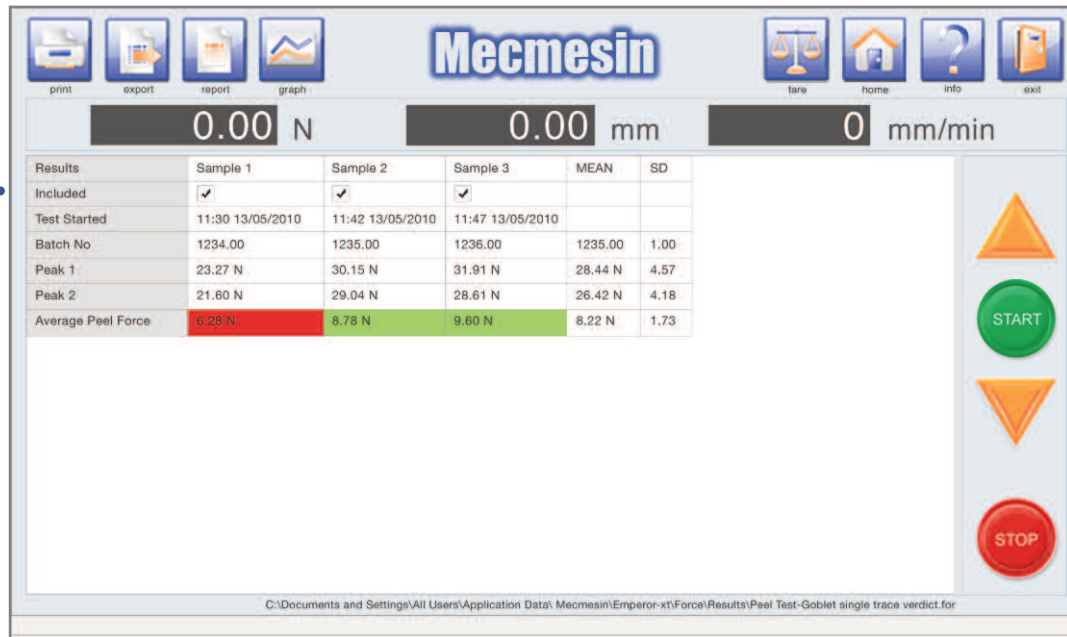 Mecmesin
print export report graph tare home info exit
0.00 N 0.00 mm 0 mm/min
Results Sample 1 Sample 2 Sample 3 MEAN SD
Included
Test Started 11:30 13/05/2010 11:42 13/05/2010 11:47 13/05/2010
Batch No 1234.00 1235.00 1236.00 1235.00 1.00
Peak 1 23.27 N 30.15 N 31.91 N 28.44 N 4.57
Peak 2 21.60 N 29.04 N 28.61 N 26.42 N 4.18
Average Peel Force 6.28 N 8.78 N 9.60 N 8.22 N 1.73
START
STOP
C:\Documents and Settings\All Users\Application Data\ Mecmesin\Emperor-xt\Force\Results\Peel Test-Goblet single trace verdict.for